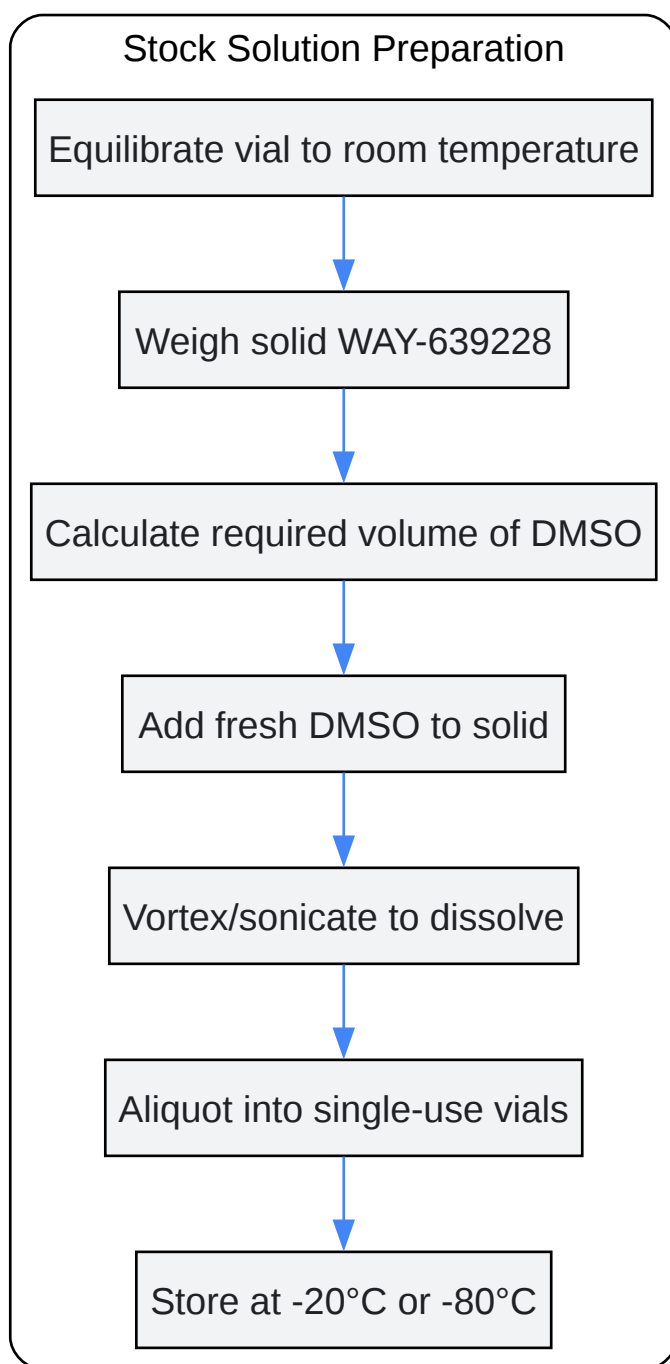 Stock Solution Preparation
Equilibrate vial to room temperature
Weigh solid WAY-639228
Calculate required volume of DMSO
Add fresh DMSO to solid
Vortex/sonicate to dissolve
Aliquot into single-use vials
Store at -20°C or -80°C